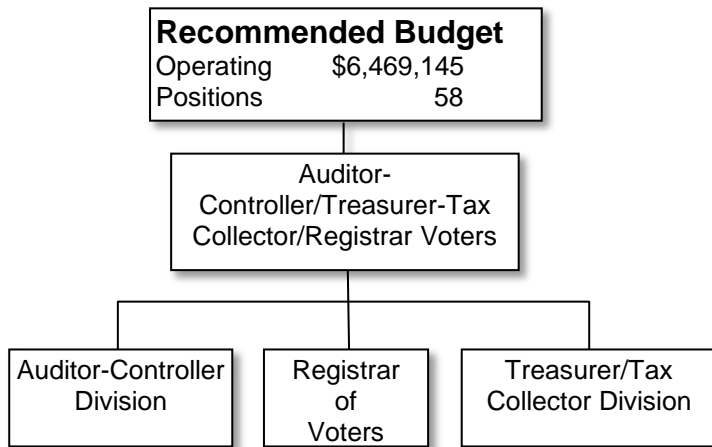 Recommended Budget
Operating $6,469,145
Positions 58
Auditor-
Controller/Treasurer-Tax
Collector/Registrar Voters
Auditor-Controller
Division
Registrar
of
Voters
Treasurer/Tax
Collector Division